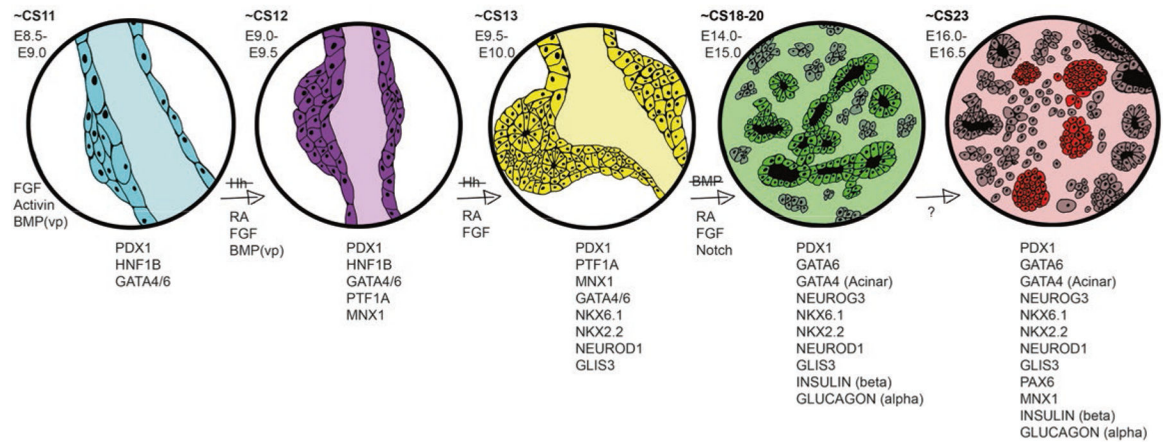 ~CS11
E8.5-
E9.0
FGF
Activin
BMP(vp)
PDX1
HNF1B
GATA4/6
Hh
RA
FGF
BMP(vp)
~CS12
E9.0-
E9.5
PDX1
HNF1B
GATA4/6
PTF1A
MNX1
Hh
RA
FGF
~CS13
E9.5-
E10.0
PDX1
PTF1A
MNX1
GATA4/6
NKX6.1
NKX2.2
NEUROD1
GLIS3
BMP
RA
FGF
Notch
~CS18-20
E14.0-
E15.0
PDX1
GATA6
GATA4 (Acinar)
NEUROG3
NKX6.1
NKX2.2
NEUROD1
GLIS3
INSULIN (beta)
GLUCAGON (alpha)
?
~CS23
E16.0-
E16.5
PDX1
GATA6
GATA4 (Acinar)
NEUROG3
NKX6.1
NKX2.2
NEUROD1
GLIS3
PAX6
MNX1
INSULIN (beta)
GLUCAGON (alpha)